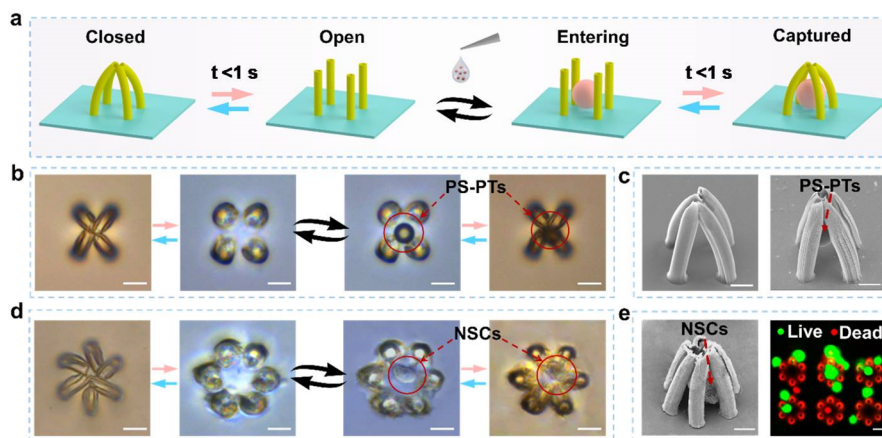 a
Closed
Open
Entering
Captured
t <1 s
t <1 s
b
PS-PTs
c
PS-PTs
d
NSCs
e
NSCs
Live
Dead